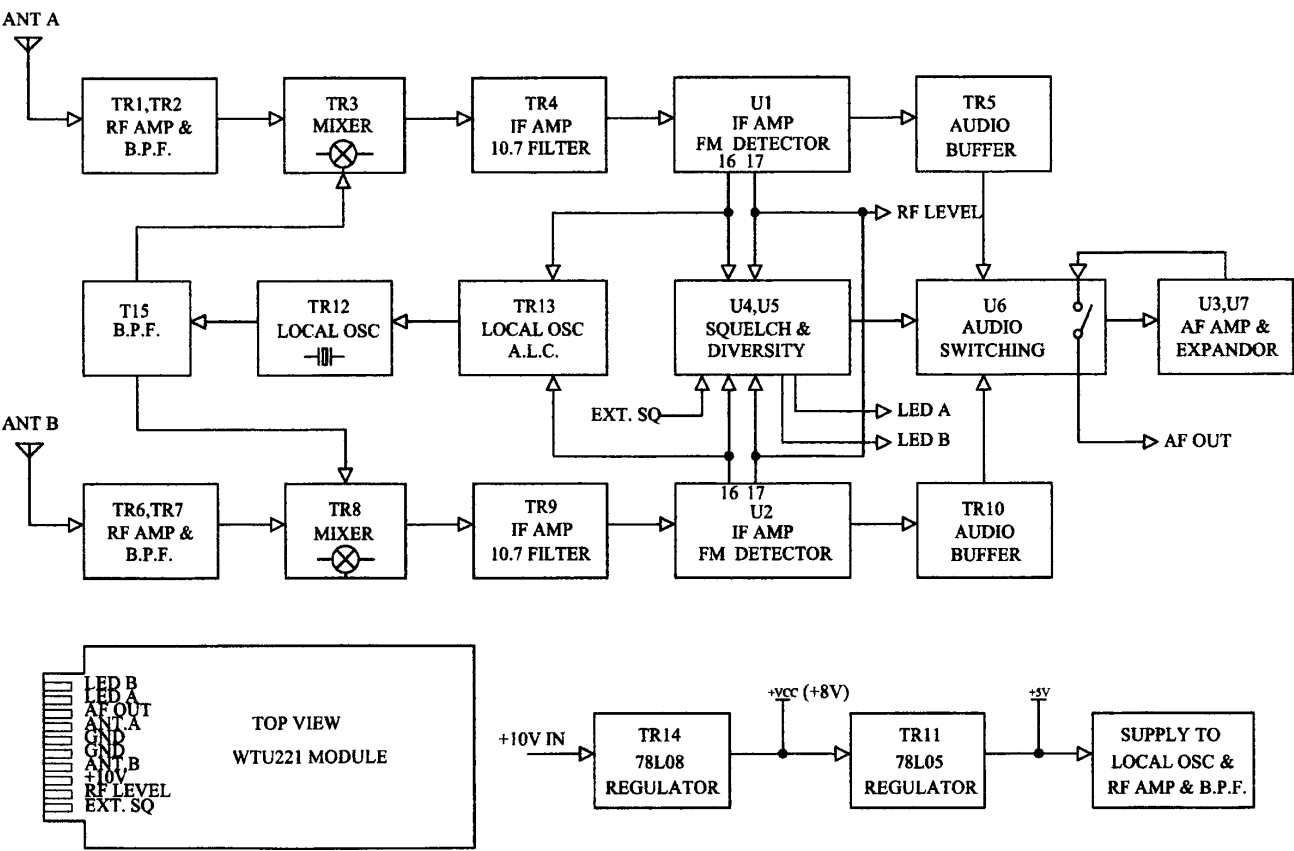 ANT A
TR1,TR2
RF AMP &
B.P.F.
TR3
MIXER
TR4
IF AMP
10.7 FILTER
U1
IF AMP
FM DETECTOR
16 17
TR5
AUDIO
BUFFER
RF LEVEL
T15
B.P.F.
TR12
LOCAL OSC
TR13
LOCAL OSC
A.L.C.
U4,U5
SQUELCH &
DIVERSITY
U6
AUDIO
SWITCHING
U3,U7
AF AMP &
EXPANDOR
EXT. SQ
LED A
LED B
AF OUT
ANT B
TR6,TR7
RF AMP &
B.P.F.
TR8
MIXER
TR9
IF AMP
10.7 FILTER
16 17
U2
IF AMP
FM DETECTOR
TR10
AUDIO
BUFFER
LED B
LED A
AF OUT
ANT.A
GND
GND
ANT.B
+10V
RF LEVEL
EXT. SQ
TOP VIEW
WTU221 MODULE
+10V IN
TR14
78L08
REGULATOR
+VCC (+8V)
TR11
78L05
REGULATOR
+5V
SUPPLY TO
LOCAL OSC &
RF AMP & B.P.F.